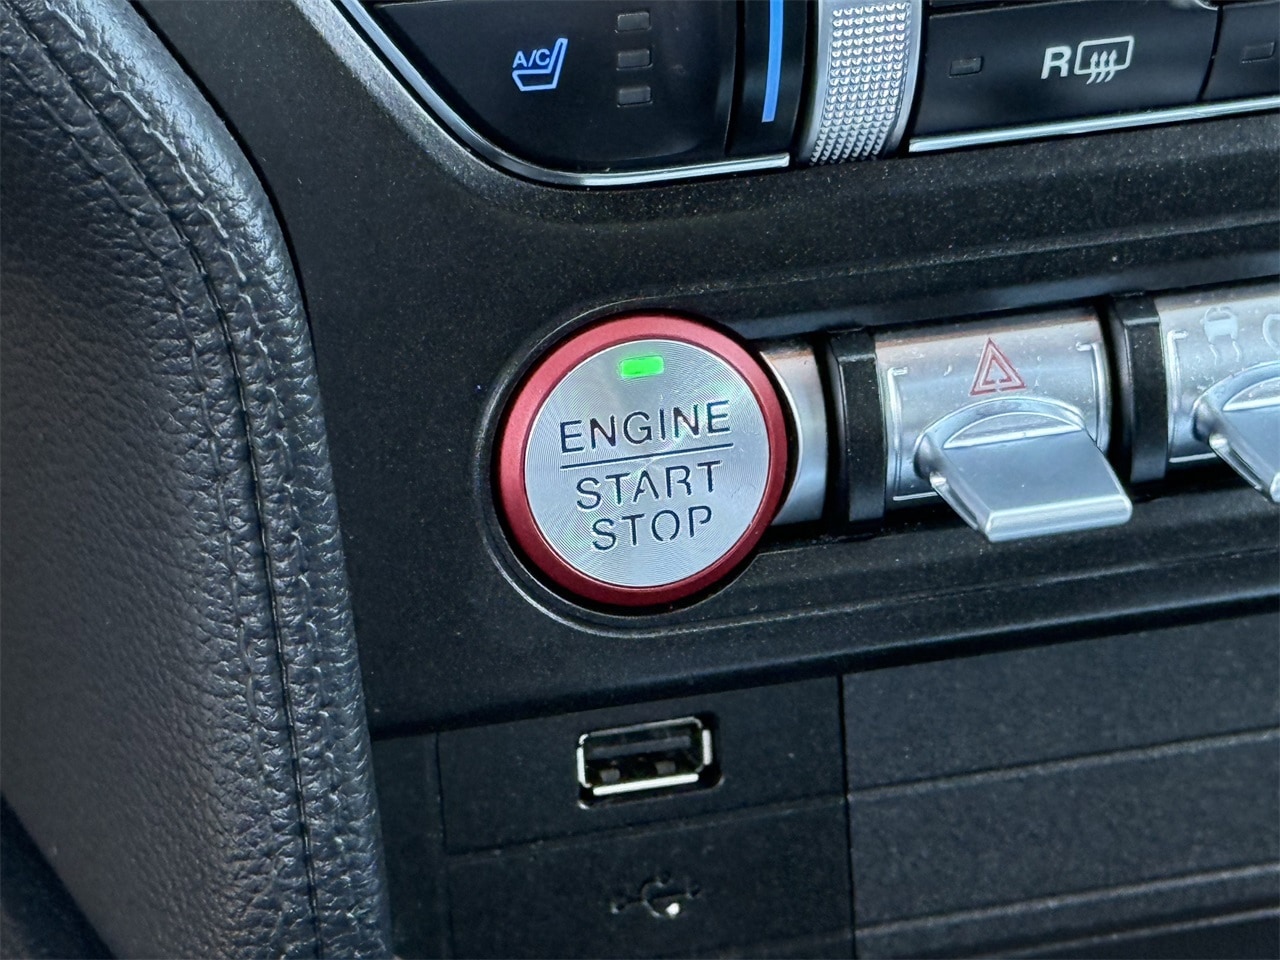 A/C
R
ENGINE
START
STOP